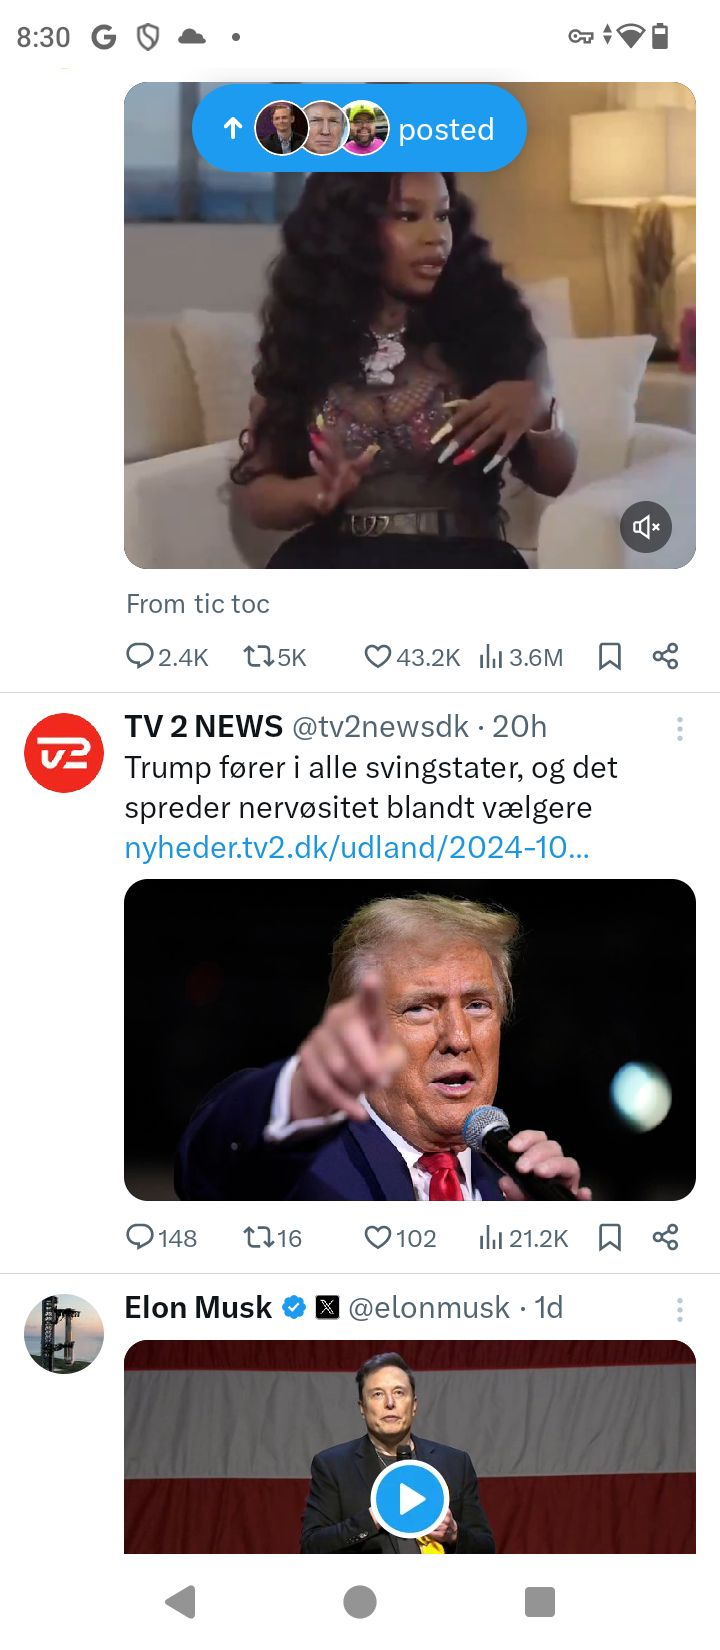 8:30
posted
From tic toc
2.4K 5K 43.2K 3.6M
TV 2 NEWS @tv2newsdk · 20h
Trump fører i alle svingstater, og det
spreder nervøsitet blandt vælgere
nyheder.tv2.dk/udland/2024-10...
148 16 102 21.2K
Elon Musk @elonmusk · 1d